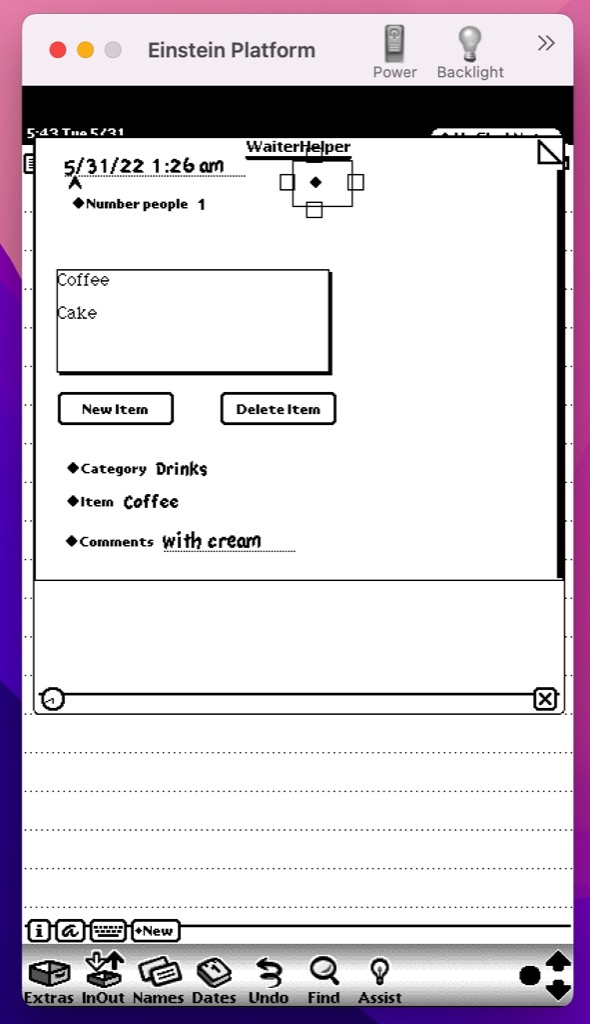 Einstein Platform
Power
Backlight
5:43 Tue 5/31
WaiterHelper
5/31/22 1:26 am
Number people 1
Coffee
Cake
New Item
Delete Item
Category Drinks
Item Coffee
Comments with cream
New
Extras InOut Names Dates Undo Find Assist